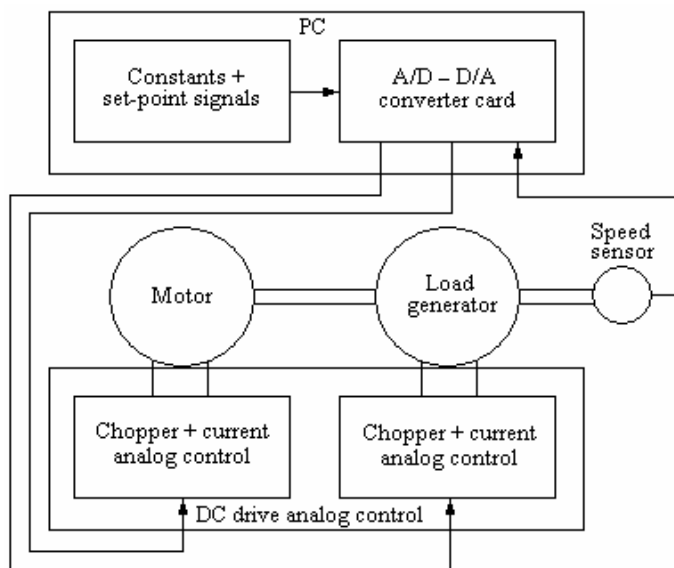 PC
Constants +
set-point signals
A/D – D/A
converter card
Speed
sensor
Motor
Load
generator
Chopper + current
analog control
Chopper + current
analog control
DC drive analog control